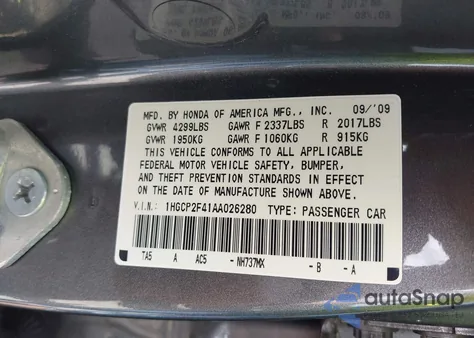 MFD. BY HONDA OF AMERICA MFG., INC. 09/'09
GVWR 4299LBS GAWR F 2337LBS R 2017LBS
GVWR 1950KG GAWR F 1060KG R 915KG
THIS VEHICLE CONFORMS TO ALL APPLICABLE
FEDERAL MOTOR VEHICLE SAFETY, BUMPER,
AND THEFT PREVENTION STANDARDS IN EFFECT ON
THE DATE OF MANUFACTURE SHOWN ABOVE.
V.I.N: 1HGCP2F41AA026280 TYPE: PASSENGER CAR
TA5 A AC5 - NH737MX - B - A
autoSnap